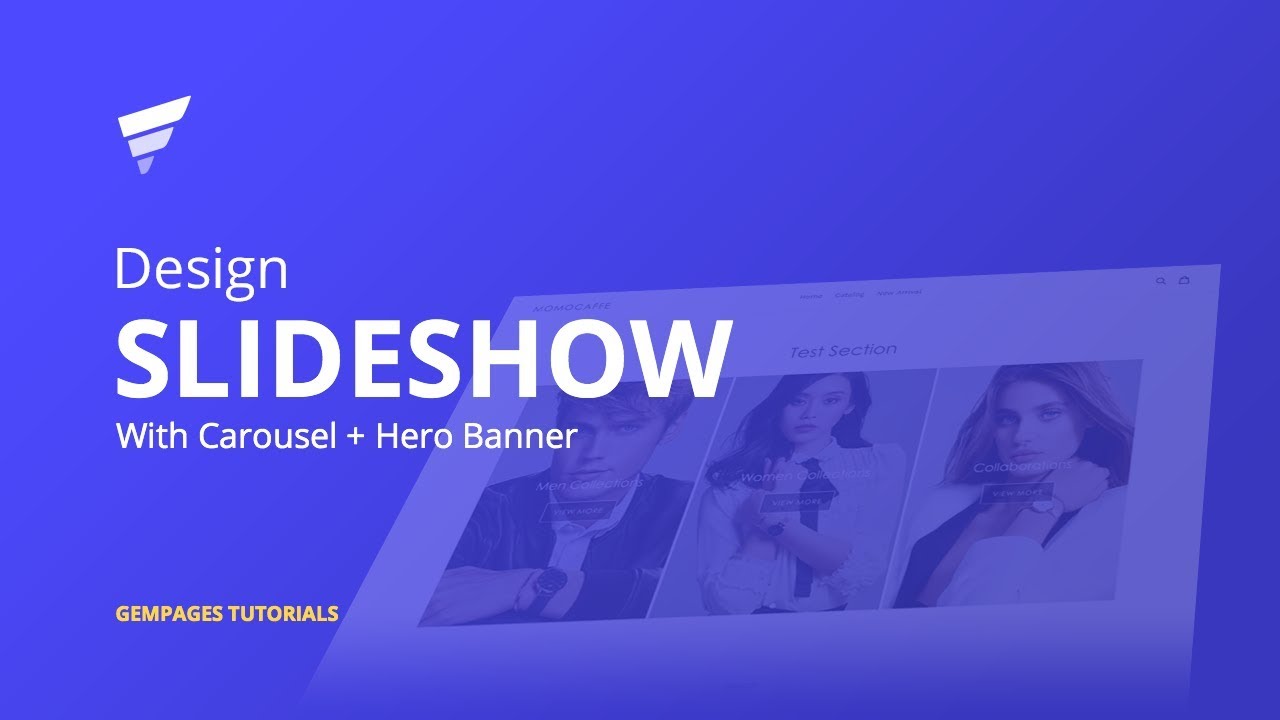 Design
SLIDESHOW
With Carousel + Hero Banner
GEMPAGES TUTORIALS
MOMOCAFFE
Home Catalog New Arrival
Test Section
Men Collections
VIEW MORE
Women Collections
VIEW MORE
Collaborations
VIEW MORE